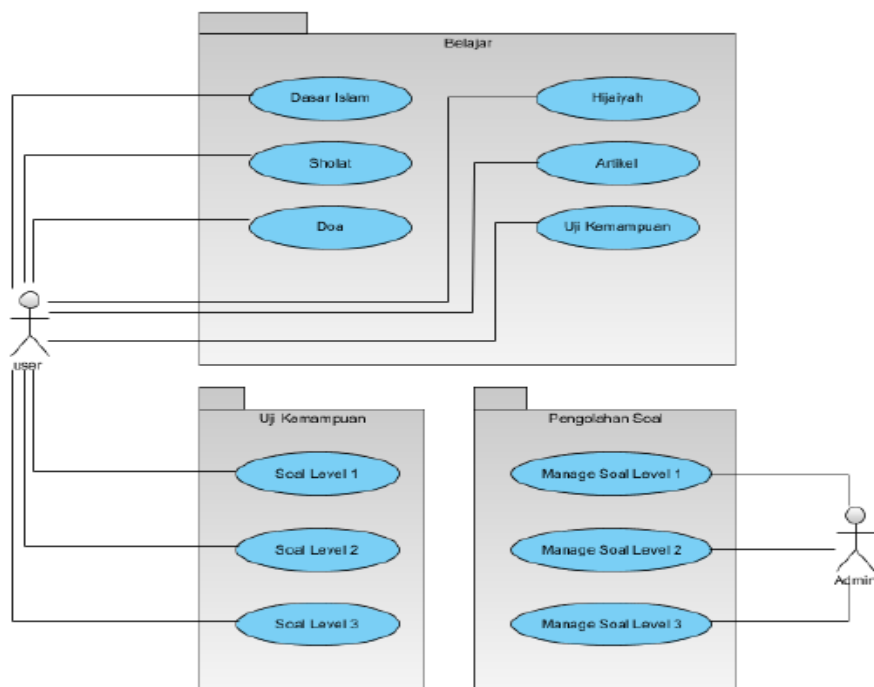 Belajar
Dasar Islam
Hijaiyah
Sholat
Artikel
Doa
Uji Kemampuan
user
Uji Kemampuan
Pengolahan Soal
Soal Level 1
Manage Soal Level 1
Soal Level 2
Manage Soal Level 2
Admin
Soal Level 3
Manage Soal Level 3